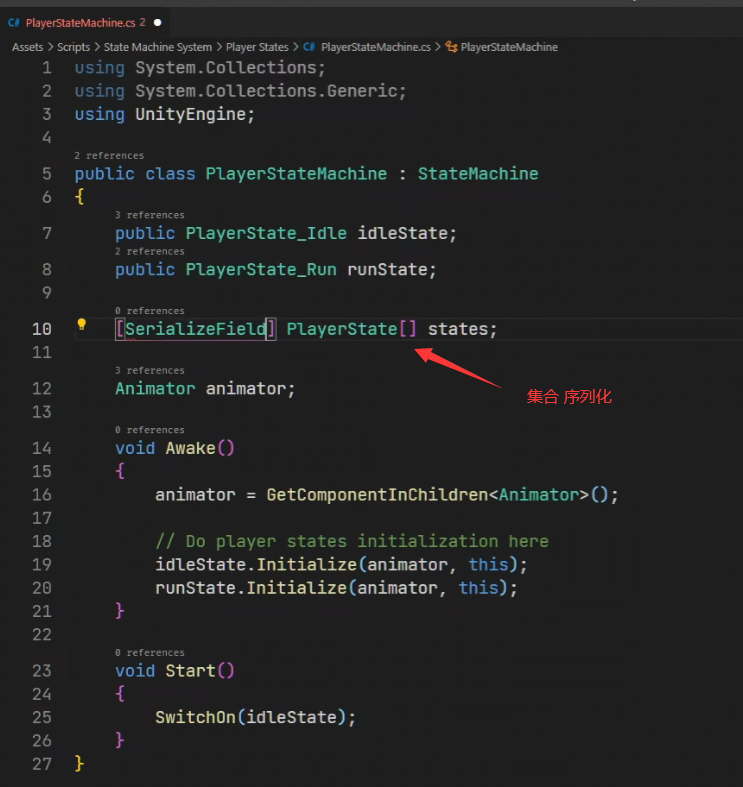 C# PlayerStateMachine.cs 2 ●
Assets > Scripts > State Machine System > Player States > C# PlayerStateMachine.cs > PlayerStateMachine
1 using System.Collections;
2 using System.Collections.Generic;
3 using UnityEngine;
4
2 references
5 public class PlayerStateMachine : StateMachine
6 {
3 references
7 public PlayerState_Idle idleState;
2 references
8 public PlayerState_Run runState;
9
0 references
10 [SerializeField] PlayerState[] states;
11
3 references
12 Animator animator;
集合 序列化
13
0 references
14 void Awake()
15 {
16 animator = GetComponentInChildren<Animator>();
17
18 // Do player states initialization here
19 idleState.Initialize(animator, this);
20 runState.Initialize(animator, this);
21 }
22
0 references
23 void Start()
24 {
25 SwitchOn(idleState);
26 }
27 }